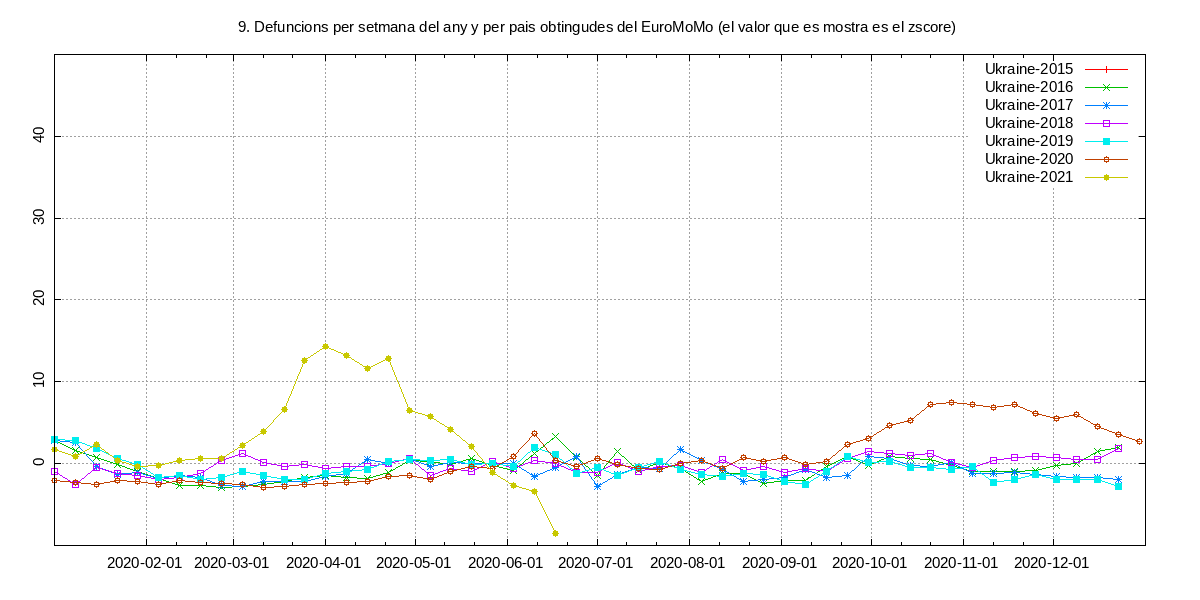 9. Defuncions per setmana del any y per pais obtingudes del EuroMoMo (el valor que es mostra es el zscore)
Ukraine-2015
Ukraine-2016
Ukraine-2017
Ukraine-2018
Ukraine-2019
Ukraine-2020
Ukraine-2021
40
30
20
10
0
2020-02-01 2020-03-01 2020-04-01 2020-05-01 2020-06-01 2020-07-01 2020-08-01 2020-09-01 2020-10-01 2020-11-01 2020-12-01